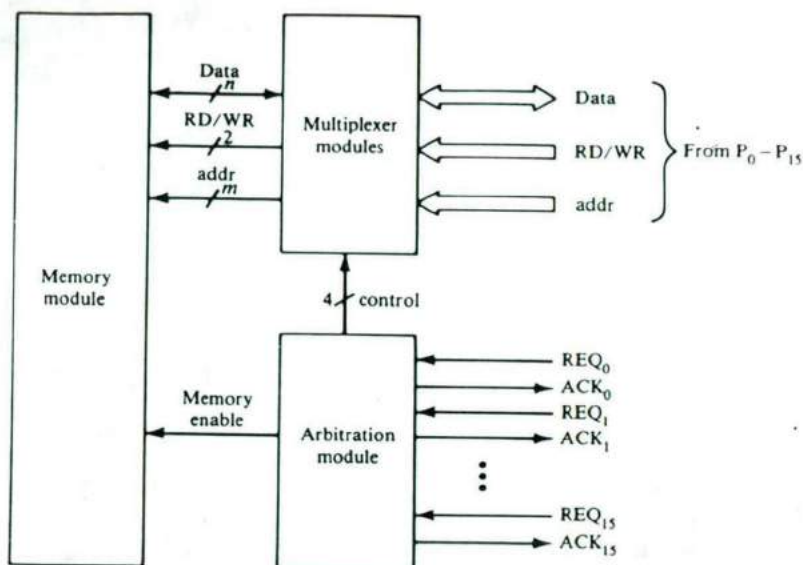 Data
n
RD/WR
2
addr
m
Multiplexer
modules
Data
RD/WR
addr
From P₀ – P₁₅
Memory
module
4
control
Memory
enable
Arbitration
module
REQ₀
ACK₀
REQ₁
ACK₁
REQ₁₅
ACK₁₅